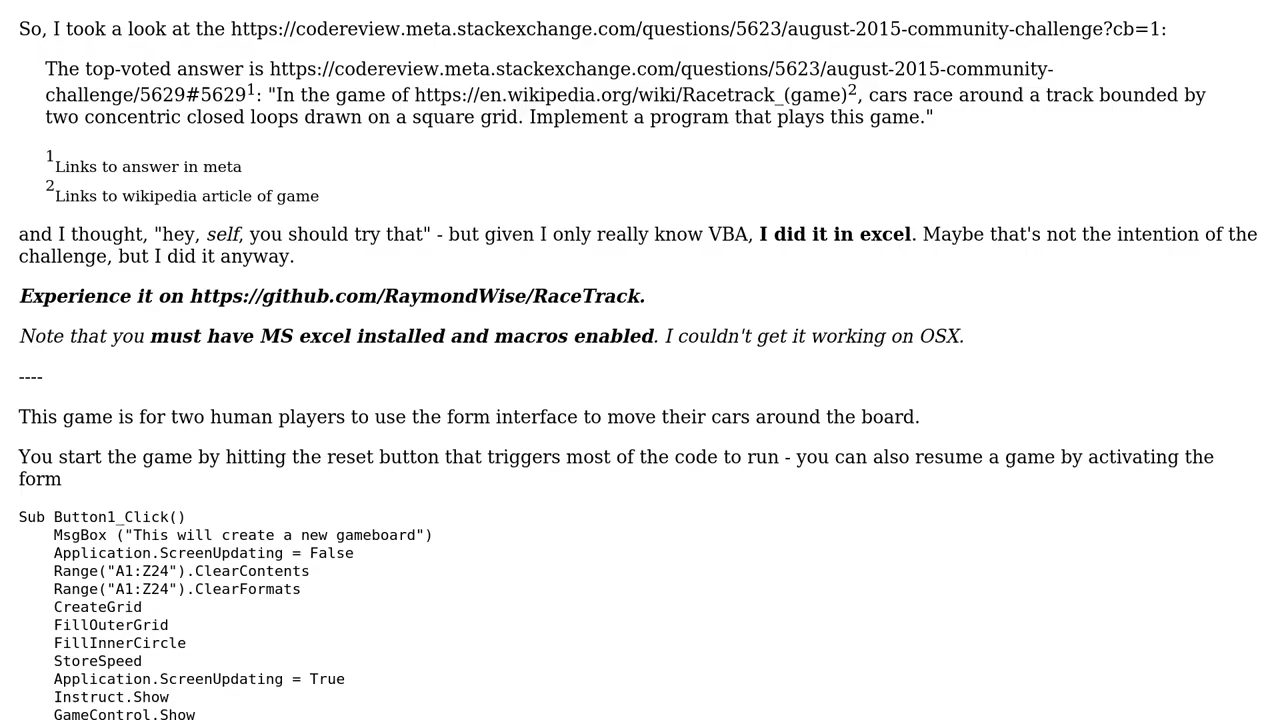 So, I took a look at the https://codereview.meta.stackexchange.com/questions/5623/august-2015-community-challenge?cb=1:
The top-voted answer is https://codereview.meta.stackexchange.com/questions/5623/august-2015-community-
challenge/5629#5629¹: "In the game of https://en.wikipedia.org/wiki/Racetrack_(game)², cars race around a track bounded by
two concentric closed loops drawn on a square grid. Implement a program that plays this game."
¹Links to answer in meta
²Links to wikipedia article of game
and I thought, "hey, self, you should try that" - but given I only really know VBA, I did it in excel. Maybe that's not the intention of the
challenge, but I did it anyway.
Experience it on https://github.com/RaymondWise/RaceTrack.
Note that you must have MS excel installed and macros enabled. I couldn't get it working on OSX.
----
This game is for two human players to use the form interface to move their cars around the board.
You start the game by hitting the reset button that triggers most of the code to run - you can also resume a game by activating the
form
Sub Button1_Click()
    MsgBox ("This will create a new gameboard")
    Application.ScreenUpdating = False
    Range("A1:Z24").ClearContents
    Range("A1:Z24").ClearFormats
    CreateGrid
    FillOuterGrid
    FillInnerCircle
    StoreSpeed
    Application.ScreenUpdating = True
    Instruct.Show
    GameControl.Show